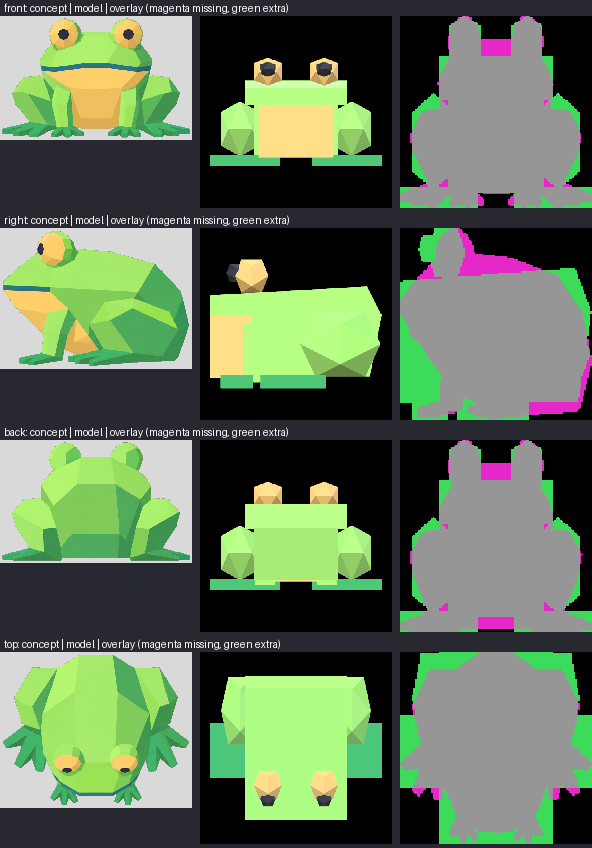 front: concept | model | overlay (magenta missing, green extra)
right: concept | model | overlay (magenta missing, green extra)
back: concept | model | overlay (magenta missing, green extra)
top: concept | model | overlay (magenta missing, green extra)